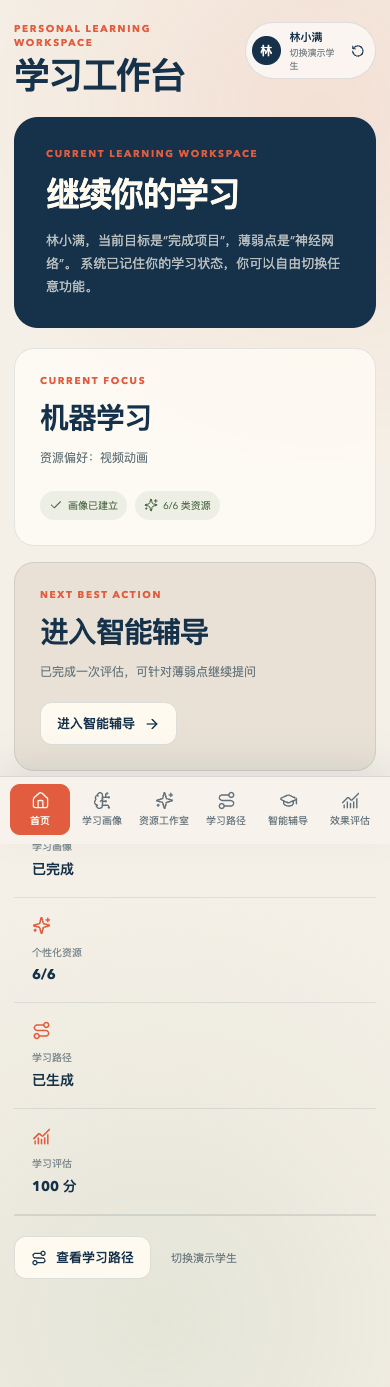 PERSONAL LEARNING
WORKSPACE
学习工作台
林
林小满
切换演示学
生
CURRENT LEARNING WORKSPACE
继续你的学习
林小满，当前目标是“完成项目”，薄弱点是“神经网
络”。 系统已记住你的学习状态，你可以自由切换任
意功能。
CURRENT FOCUS
机器学习
资源偏好：视频动画
画像已建立
6/6 类资源
NEXT BEST ACTION
进入智能辅导
已完成一次评估，可针对薄弱点继续提问
进入智能辅导
首页
学习画像
资源工作室
学习路径
智能辅导
效果评估
学习画像
已完成
个性化资源
6/6
学习路径
已生成
学习评估
100 分
查看学习路径
切换演示学生